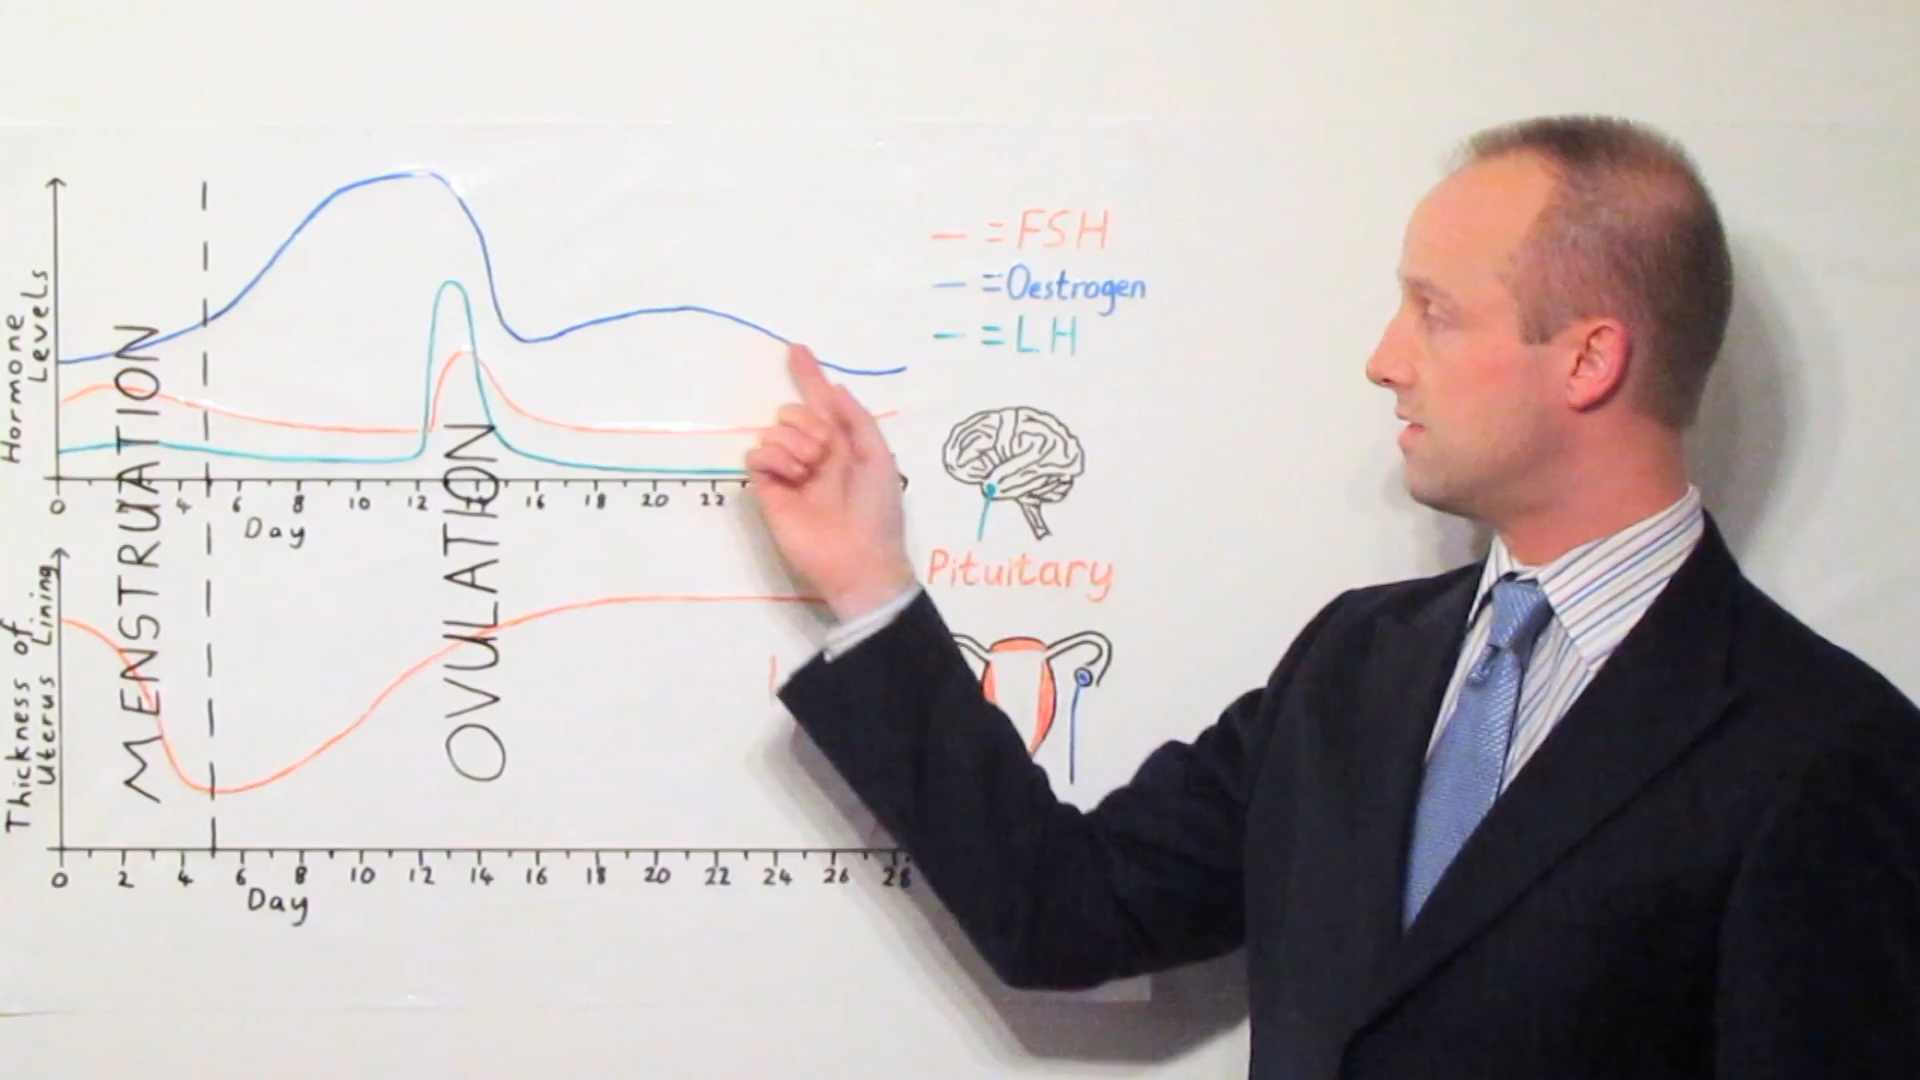 Hormone
Levels
MENSTRUATION
OVULATION
= FSH
= Oestrogen
= LH
0 4 6 8 10 12 16 18 20 22
Day
Pituitary
Thickness of
Uterus Lining
0 2 4 6 8 10 12 14 16 18 20 22 24 26 28
Day